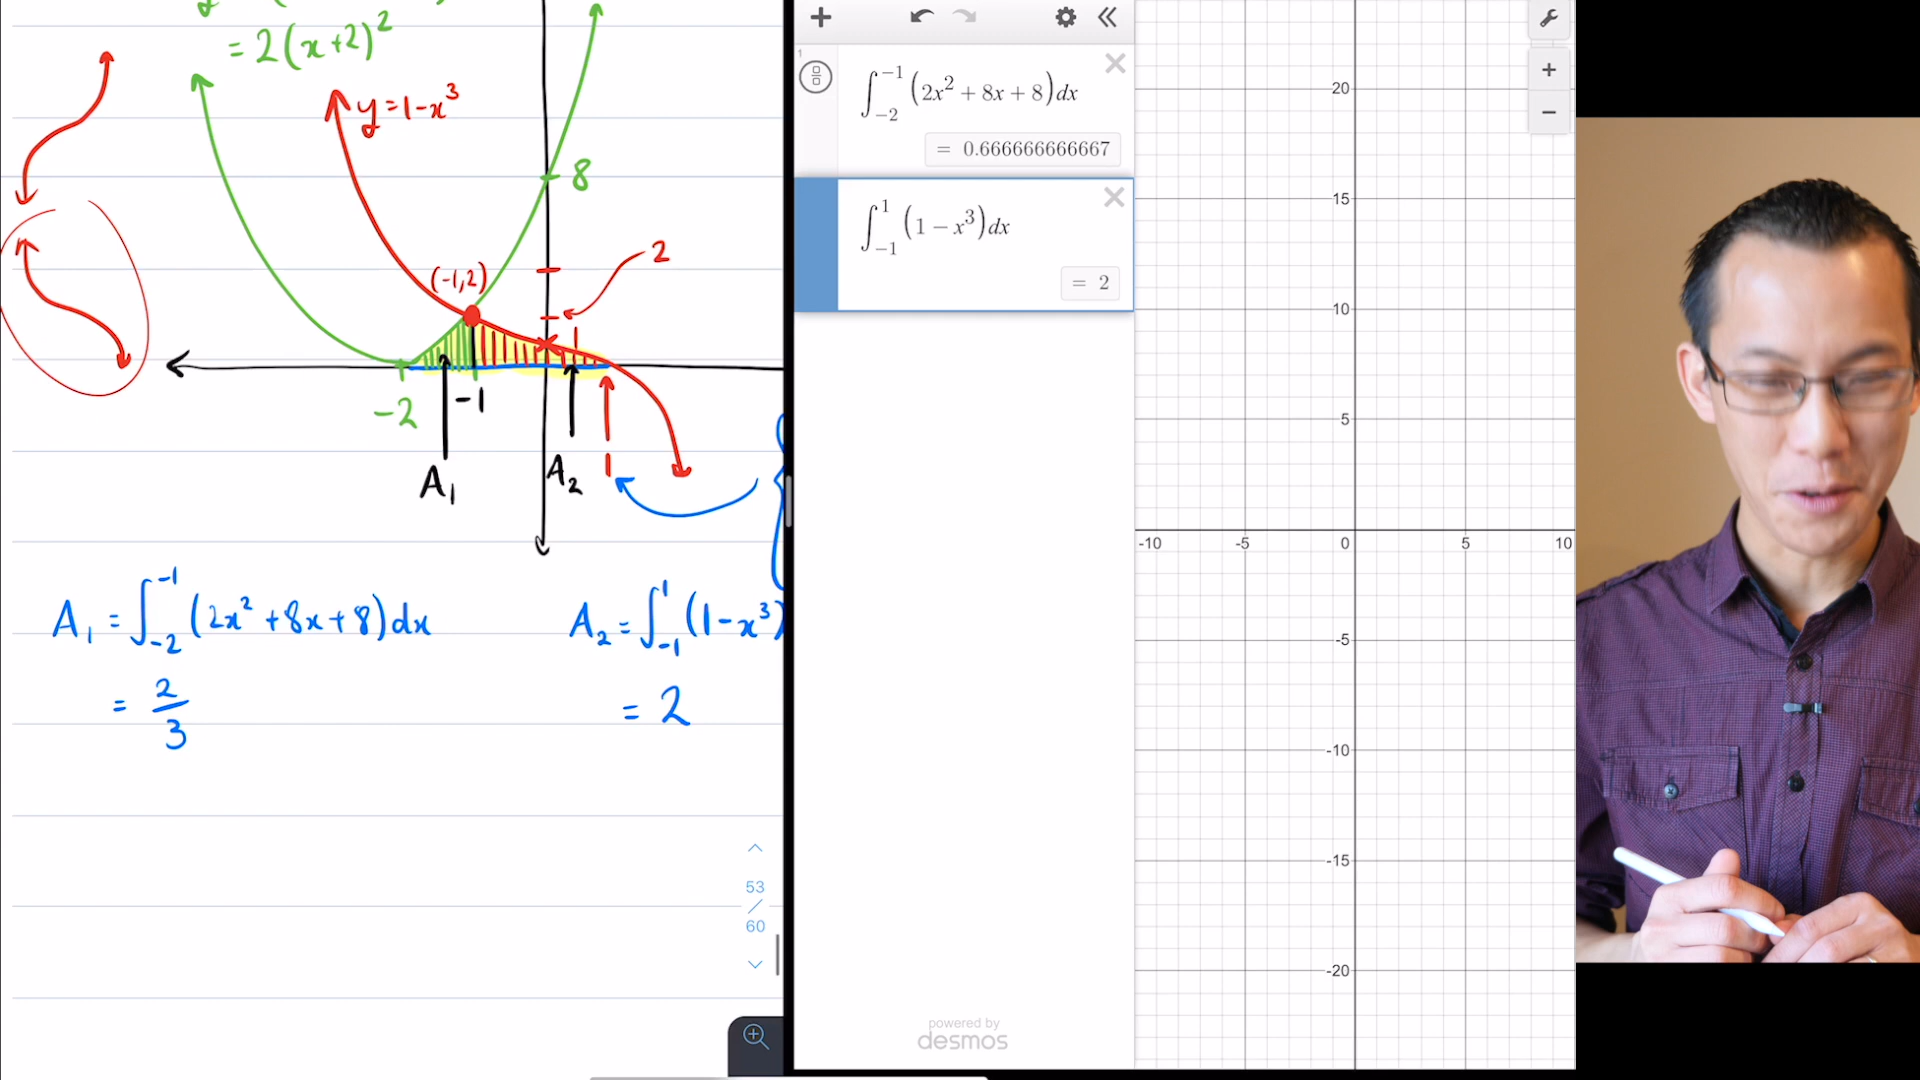 = 2(x+2)²
y=1-x³
8
(-1,2)
2
1
-2
-1
A₁
A₂
1
A₁ = ∫₋₂⁻¹ (2x² + 8x + 8) dx
= 2/3
A₂ = ∫₋₁¹ (1-x³)
= 2
53
/
60
1
∫₋₂⁻¹ (2x² + 8x + 8) dx
= 0.666666666667
∫₋₁¹ (1 − x³) dx
= 2
powered by
desmos
20
15
10
5
-10 -5 0 5 10
-5
-10
-15
-20